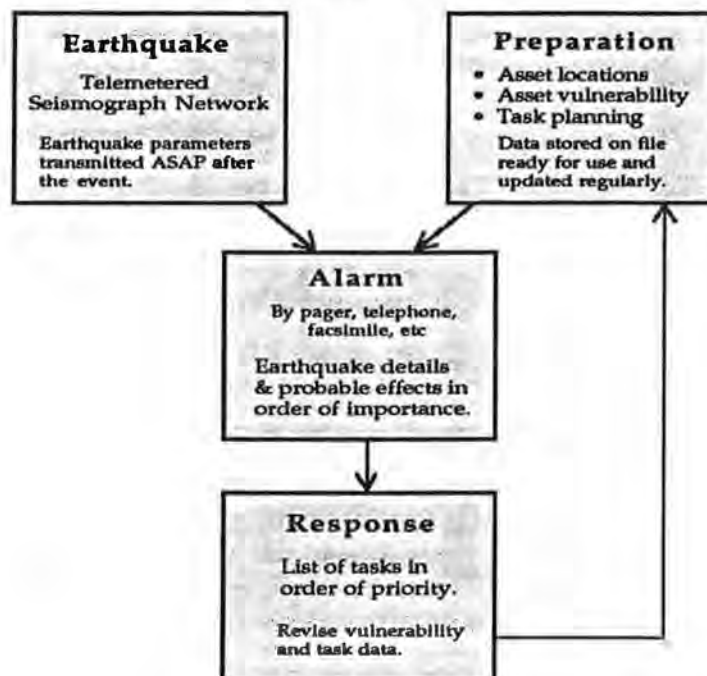 Earthquake
Telemetered
Seismograph Network
Earthquake parameters
transmitted ASAP after
the event.
Preparation
• Asset locations
• Asset vulnerability
• Task planning
Data stored on file
ready for use and
updated regularly.
Alarm
By pager, telephone,
facsimile, etc
Earthquake details
& probable effects in
order of importance.
Response
List of tasks in
order of priority.
Revise vulnerability
and task data.